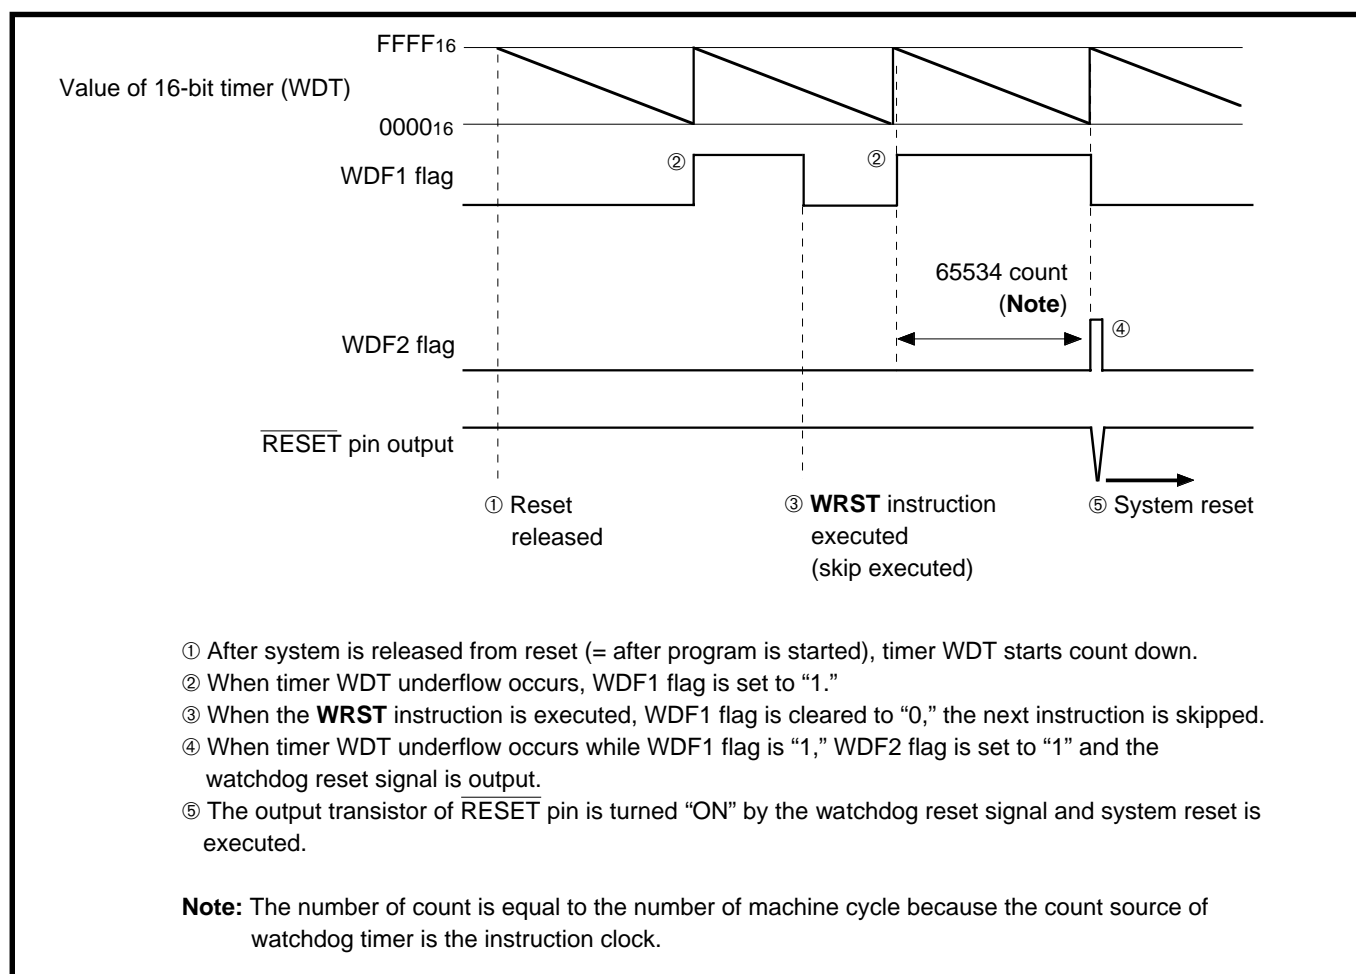 FFFF16
Value of 16-bit timer (WDT)
000016
②
②
WDF1 flag
65534 count
(Note)
④
WDF2 flag
RESET pin output
① Reset
released
③ WRST instruction
executed
(skip executed)
⑤ System reset
① After system is released from reset (= after program is started), timer WDT starts count down.
② When timer WDT underflow occurs, WDF1 flag is set to “1.”
③ When the WRST instruction is executed, WDF1 flag is cleared to “0,” the next instruction is skipped.
④ When timer WDT underflow occurs while WDF1 flag is “1,” WDF2 flag is set to “1” and the
watchdog reset signal is output.
⑤ The output transistor of RESET pin is turned “ON” by the watchdog reset signal and system reset is
executed.
Note: The number of count is equal to the number of machine cycle because the count source of
watchdog timer is the instruction clock.